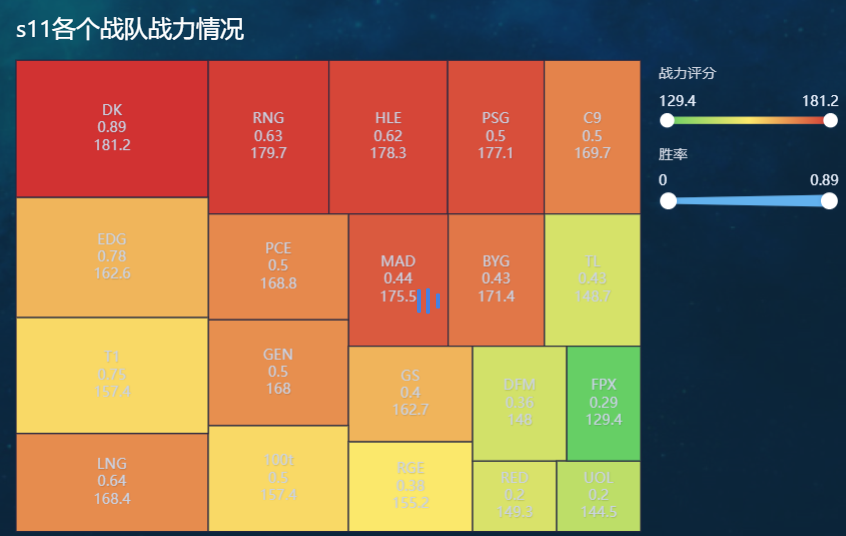 s11各个战队战力情况
DK
0.89
181.2
RNG
0.63
179.7
HLE
0.62
178.3
PSG
0.5
177.1
C9
0.5
169.7
EDG
0.78
162.6
PCE
0.5
168.8
MAD
0.44
175.5
BYG
0.43
171.4
TL
0.43
148.7
T1
0.75
157.4
GEN
0.5
168
GS
0.4
162.7
DFM
0.36
148
FPX
0.29
129.4
LNG
0.64
168.4
100t
0.5
157.4
RGE
0.38
155.2
RED
0.2
149.3
UOL
0.2
144.5
战力评分
129.4 181.2
胜率
0 0.89